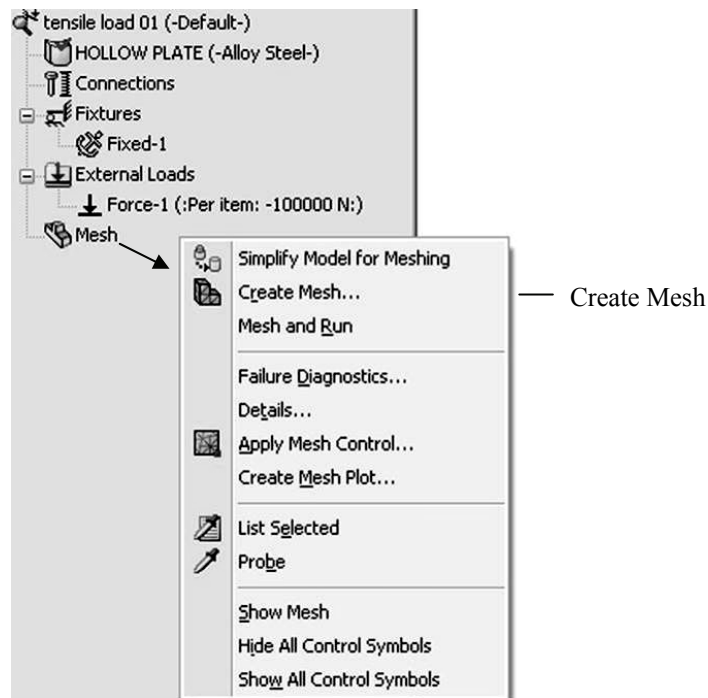 tensile load 01 (-Default-)
HOLLOW PLATE (-Alloy Steel-)
Connections
Fixtures
Fixed-1
External Loads
Force-1 (:Per item: -100000 N:)
Mesh
Simplify Model for Meshing
Create Mesh...
Create Mesh
Mesh and Run
Failure Diagnostics...
Details...
Apply Mesh Control...
Create Mesh Plot...
List Selected
Probe
Show Mesh
Hide All Control Symbols
Show All Control Symbols